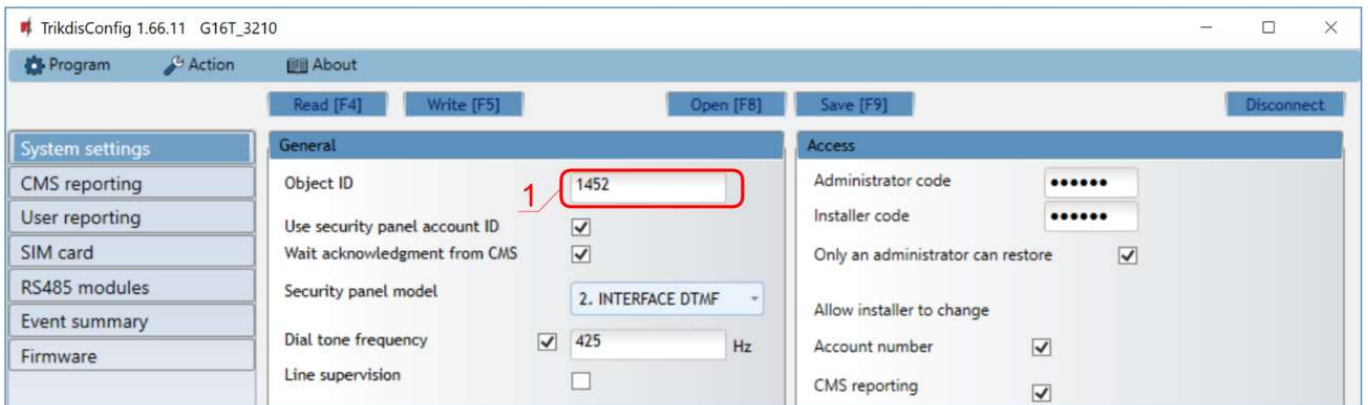 TrikdisConfig 1.66.11 G16T_3210
Program Action About
Read [F4] Write [F5] Open [F8] Save [F9] Disconnect
System settings
CMS reporting
User reporting
SIM card
RS485 modules
Event summary
Firmware
General
Object ID 1 1452
Use security panel account ID
Wait acknowledgment from CMS
Security panel model 2. INTERFACE DTMF
Dial tone frequency 425 Hz
Line supervision
Access
Administrator code ••••••
Installer code ••••••
Only an administrator can restore
Allow installer to change
Account number
CMS reporting